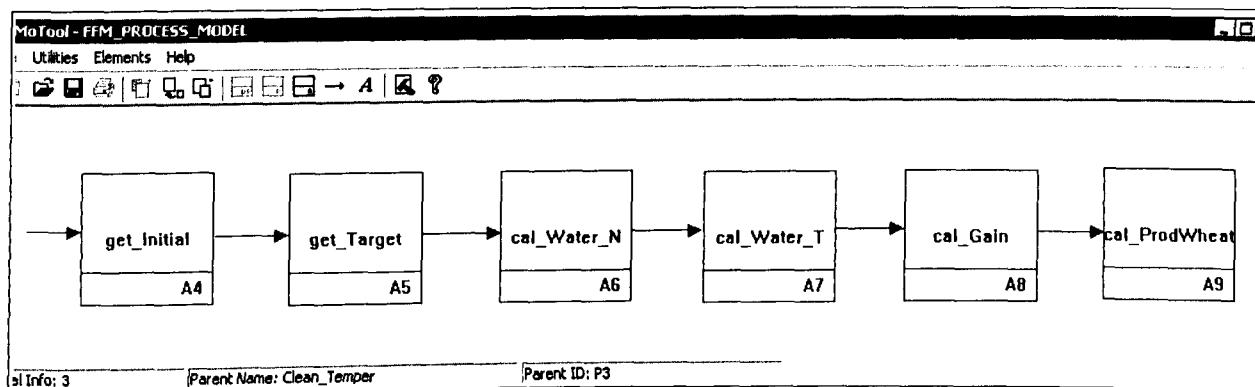 MoTool - FFM_PROCESS_MODEL
Utilities Elements Help
A ?
get_Initial get_Target cal_Water_N cal_Water_T cal_Gain cal_ProdWheat
A4 A5 A6 A7 A8 A9
el Info: 3 Parent Name: Clean_Temper Parent ID: P3